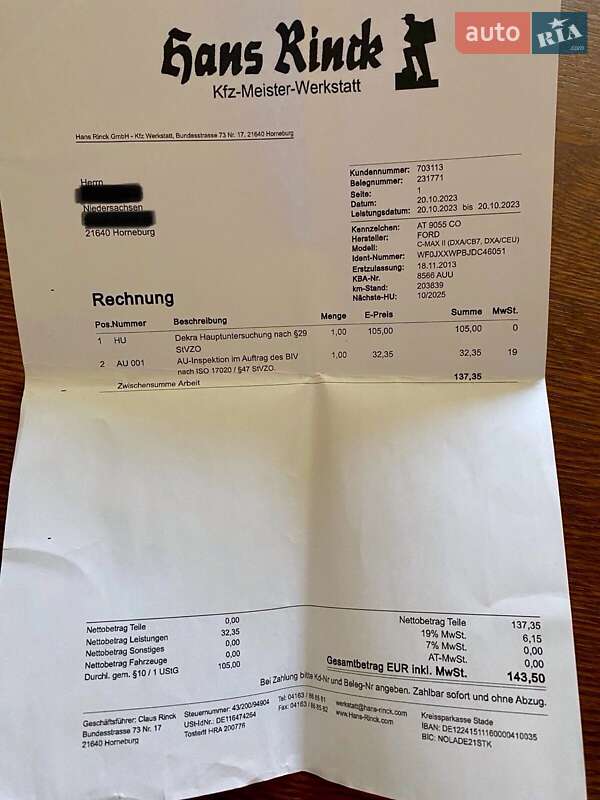 auto RIA.com
Hans Rinck
Kfz-Meister-Werkstatt
Hans Rinck GmbH - Kfz Werkstatt, Bundesstrasse 73 Nr. 17, 21640 Horneburg
Herrn
Niedersachsen
21640 Horneburg
Kundennummer: 703113
Belegnummer: 231771
Seite: 1
Datum: 20.10.2023
Leistungsdatum: 20.10.2023 bis 20.10.2023
Kennzeichen: AT 9055 CO
Hersteller: FORD
Modell: C-MAX II (DXA/CB7, DXA/CEU)
Ident-Nummer: WF0JXXWPBJDC46051
Erstzulassung: 18.11.2013
KBA-Nr. 8566 AUU
km-Stand: 203839
Nächste-HU: 10/2025
Rechnung
Pos.Nummer Beschreibung Menge E-Preis Summe MwSt.
1 HU Dekra Hauptuntersuchung nach §29 1,00 105,00 105,00 0
StVZO
2 AU 001 AU-Inspektion im Auftrag des BIV 1,00 32,35 32,35 19
nach ISO 17020 / §47 StVZO.
Zwischensumme Arbeit 137,35
Nettobetrag Teile 0,00
Nettobetrag Leistungen 32,35
Nettobetrag Sonstiges 0,00
Nettobetrag Fahrzeuge 0,00
Durchl. gem. §10 / 1 UStG 105,00
Nettobetrag Teile 137,35
19% MwSt. 6,15
7% MwSt. 0,00
AT-MwSt. 0,00
Gesamtbetrag EUR inkl. MwSt. 143,50
Bei Zahlung bitte Kd-Nr und Beleg-Nr angeben. Zahlbar sofort und ohne Abzug.
Geschäftsführer: Claus Rinck
Bundesstrasse 73 Nr. 17
21640 Horneburg
Steuernummer: 43/200/94904
USt-IdNr.: DE116474264
Tosterfl HRA 200776
Tel: 04163 / 86 85 81
Fax: 04163 / 86 85 82
werkstatt@hans-rinck.com
www.Hans-Rinck.com
Kreissparkasse Stade
IBAN: DE12241511160000410035
BIC: NOLADE21STK